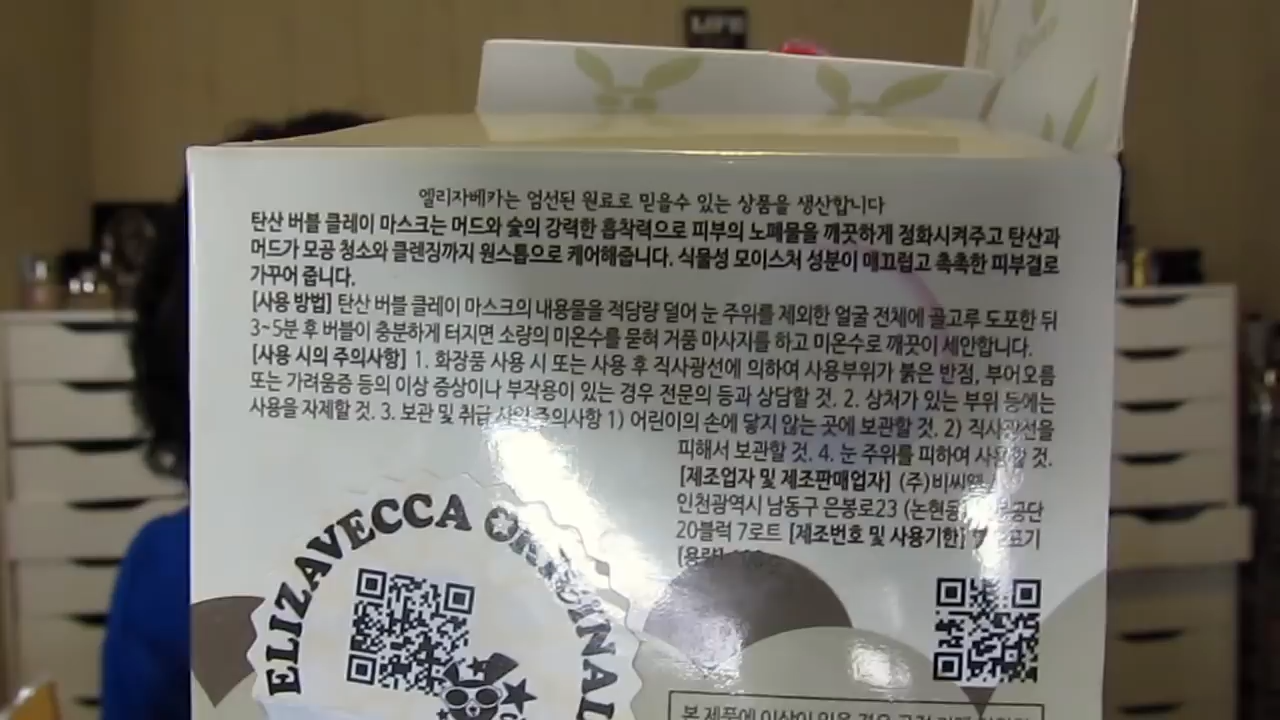 LIFE
엘리자베카는 엄선된 원료로 믿을수 있는 상품을 생산합니다
탄산 버블 클레이 마스크는 머드와 숯의 강력한 흡착력으로 피부의 노폐물을 깨끗하게 정화시켜주고 탄산과
머드가 모공 청소와 클렌징까지 원스톱으로 케어해줍니다. 식물성 모이스처 성분이 매끄럽고 촉촉한 피부결로
가꾸어 줍니다.
[사용 방법] 탄산 버블 클레이 마스크의 내용물을 적당량 덜어 눈 주위를 제외한 얼굴 전체에 골고루 도포한 뒤
3~5분 후 버블이 충분하게 터지면 소량의 미온수를 묻혀 거품 마사지를 하고 미온수로 깨끗이 세안합니다.
[사용 시의 주의사항] 1. 화장품 사용 시 또는 사용 후 직사광선에 의하여 사용부위가 붉은 반점, 부어오름
또는 가려움증 등의 이상 증상이나 부작용이 있는 경우 전문의 등과 상담할 것. 2. 상처가 있는 부위 등에는
사용을 자제할 것. 3. 보관 및 취급 시의 주의사항 1) 어린이의 손에 닿지 않는 곳에 보관할 것. 2) 직사광선을
피해서 보관할 것. 4. 눈 주위를 피하여 사용할 것.
[제조업자 및 제조판매업자] (주)비씨엘
인천광역시 남동구 은봉로23 (논현동 공단
20블럭 7로트 [제조번호 및 사용기한] 표기
[용량]
ELIZAVECCA ORIGINAL